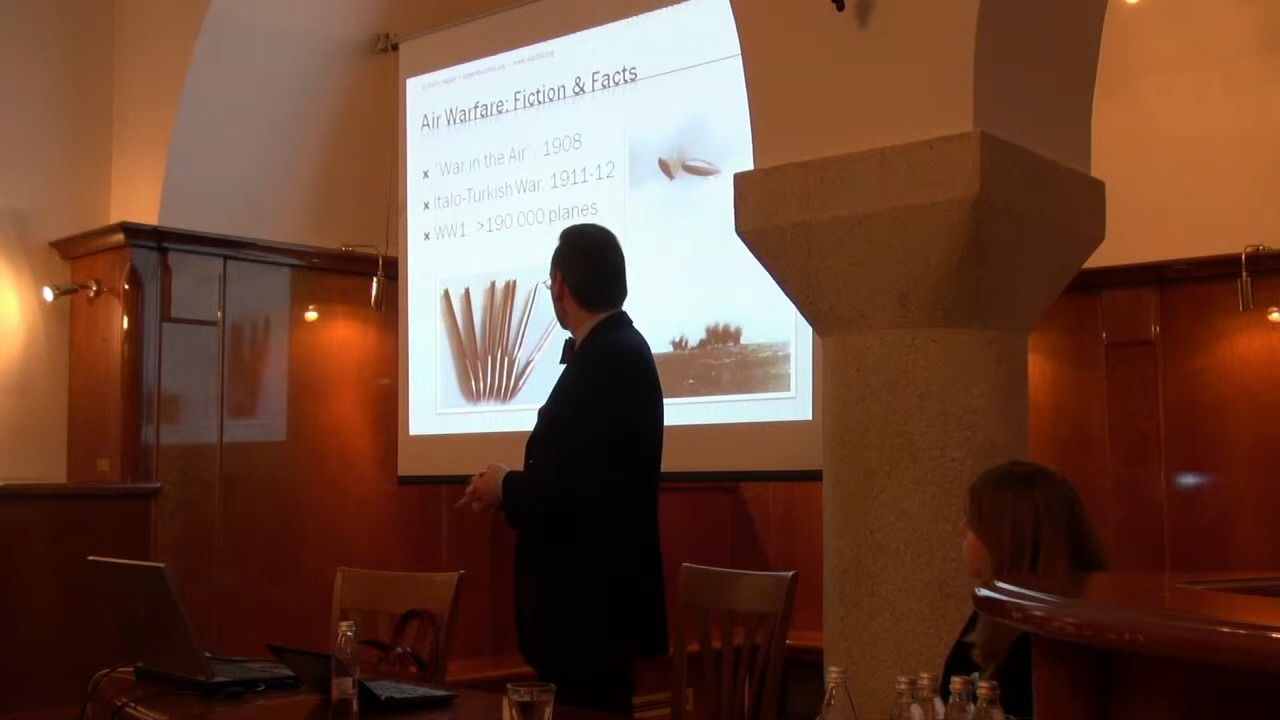 Air Warfare: Fiction & Facts
"War in the Air" 1908
Italo-Turkish War: 1911-12
WW1: >190.000 planes